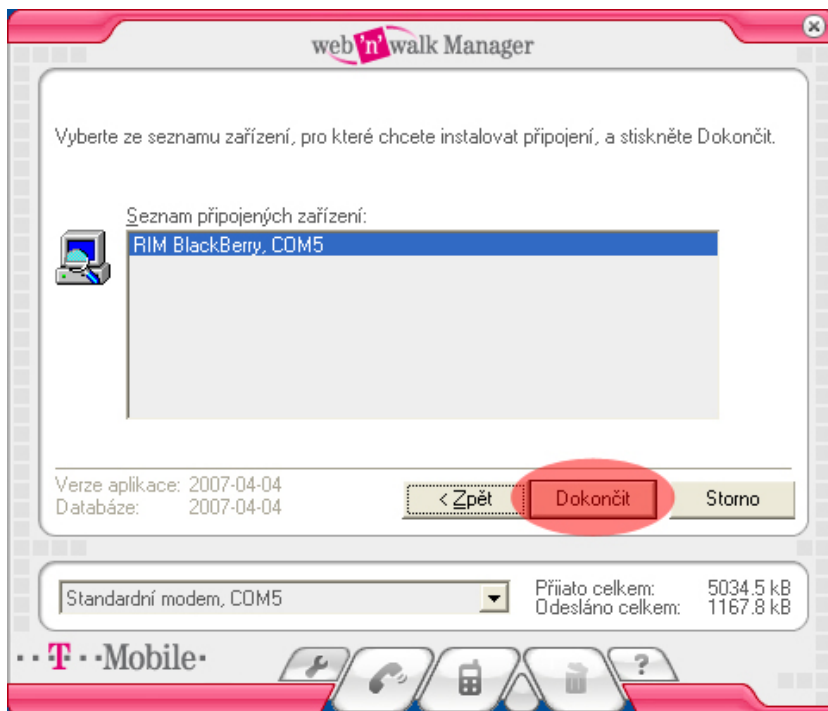 web'n'walk Manager
Vyberte ze seznamu zařízení, pro které chcete instalovat připojení, a stiskněte Dokončit.
Seznam připojených zařízení:
RIM BlackBerry, COM5
Verze aplikace: 2007-04-04
Databáze: 2007-04-04
< Zpět Dokončit Storno
Standardní modem, COM5
Přijato celkem: 5034.5 kB
Odesláno celkem: 1167.8 kB
··T··Mobile·
?